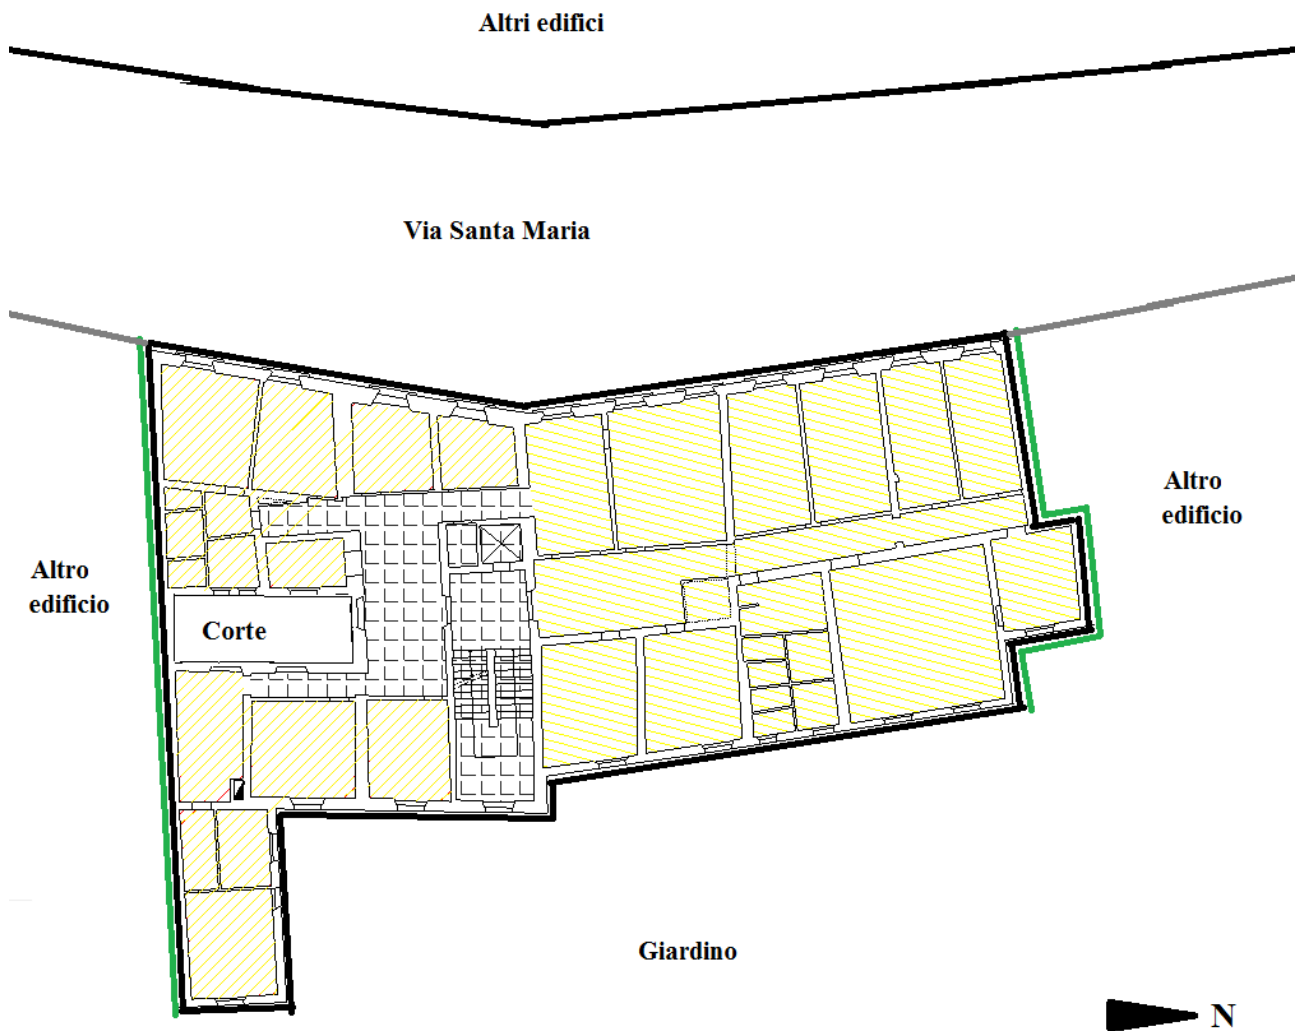 Altri edifici
Via Santa Maria
Altro
edificio
Altro
edificio
Corte
Giardino
N